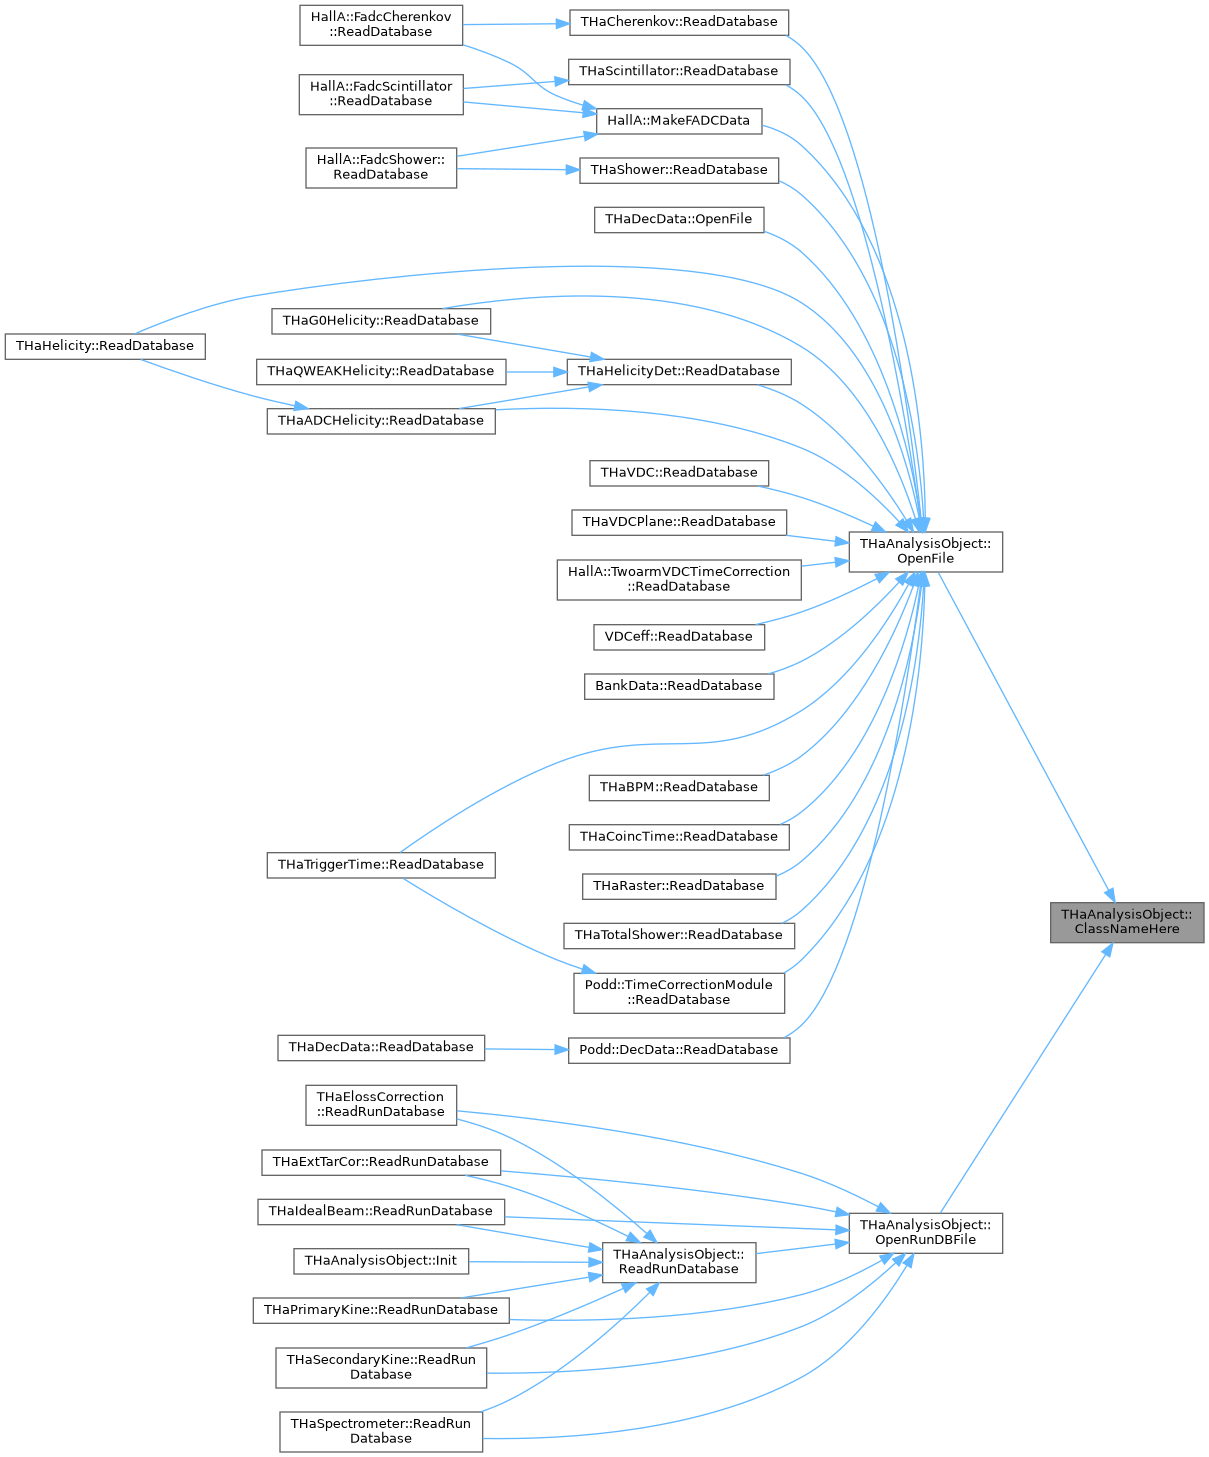 HallA::FadcCherenkov
::ReadDatabase
THaCherenkov::ReadDatabase
THaScintillator::ReadDatabase
HallA::FadcScintillator
::ReadDatabase
HallA::MakeFADCData
HallA::FadcShower::
ReadDatabase
THaShower::ReadDatabase
THaDecData::OpenFile
THaG0Helicity::ReadDatabase
THaHelicity::ReadDatabase
THaQWEAKHelicity::ReadDatabase
THaHelicityDet::ReadDatabase
THaADCHelicity::ReadDatabase
THaVDC::ReadDatabase
THaVDCPlane::ReadDatabase
THaAnalysisObject::
OpenFile
HallA::TwoarmVDCTimeCorrection
::ReadDatabase
VDCeff::ReadDatabase
BankData::ReadDatabase
THaBPM::ReadDatabase
THaCoincTime::ReadDatabase
THaTriggerTime::ReadDatabase
THaRaster::ReadDatabase
THaAnalysisObject::
ClassNameHere
THaTotalShower::ReadDatabase
Podd::TimeCorrectionModule
::ReadDatabase
THaDecData::ReadDatabase
Podd::DecData::ReadDatabase
THaElossCorrection
::ReadRunDatabase
THaExtTarCor::ReadRunDatabase
THaIdealBeam::ReadRunDatabase
THaAnalysisObject::
OpenRunDBFile
THaAnalysisObject::Init
THaAnalysisObject::
ReadRunDatabase
THaPrimaryKine::ReadRunDatabase
THaSecondaryKine::ReadRun
Database
THaSpectrometer::ReadRun
Database